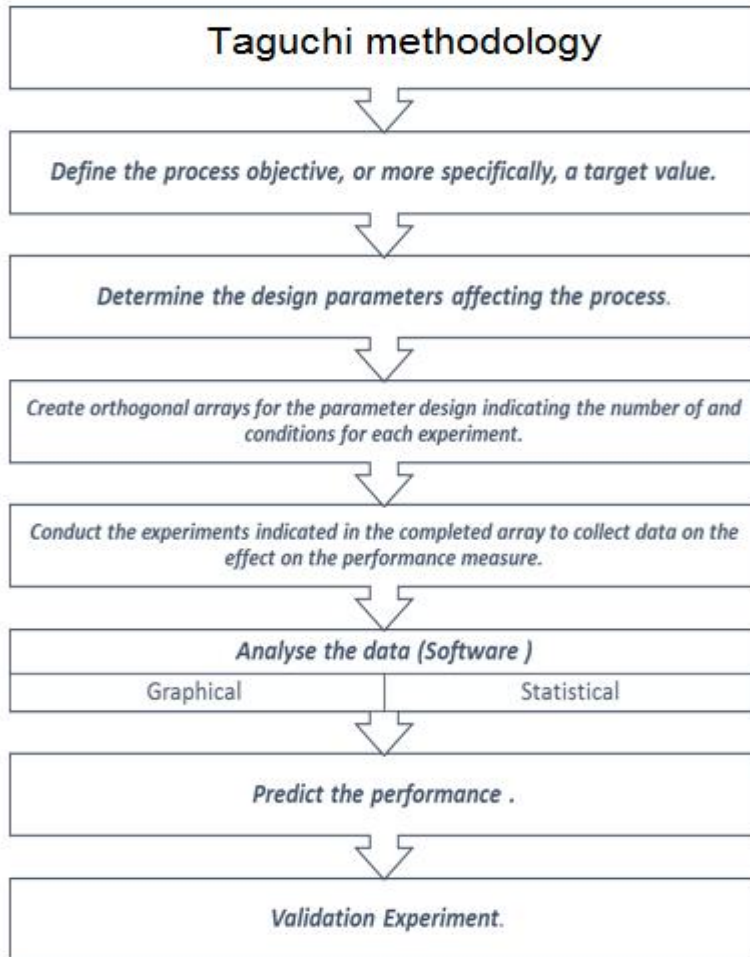 Taguchi methodology
Define the process objective, or more specifically, a target value.
Determine the design parameters affecting the process.
Create orthogonal arrays for the parameter design indicating the number of and
conditions for each experiment.
Conduct the experiments indicated in the completed array to collect data on the
effect on the performance measure.
Analyse the data (Software )
Graphical
Statistical
Predict the performance .
Validation Experiment.